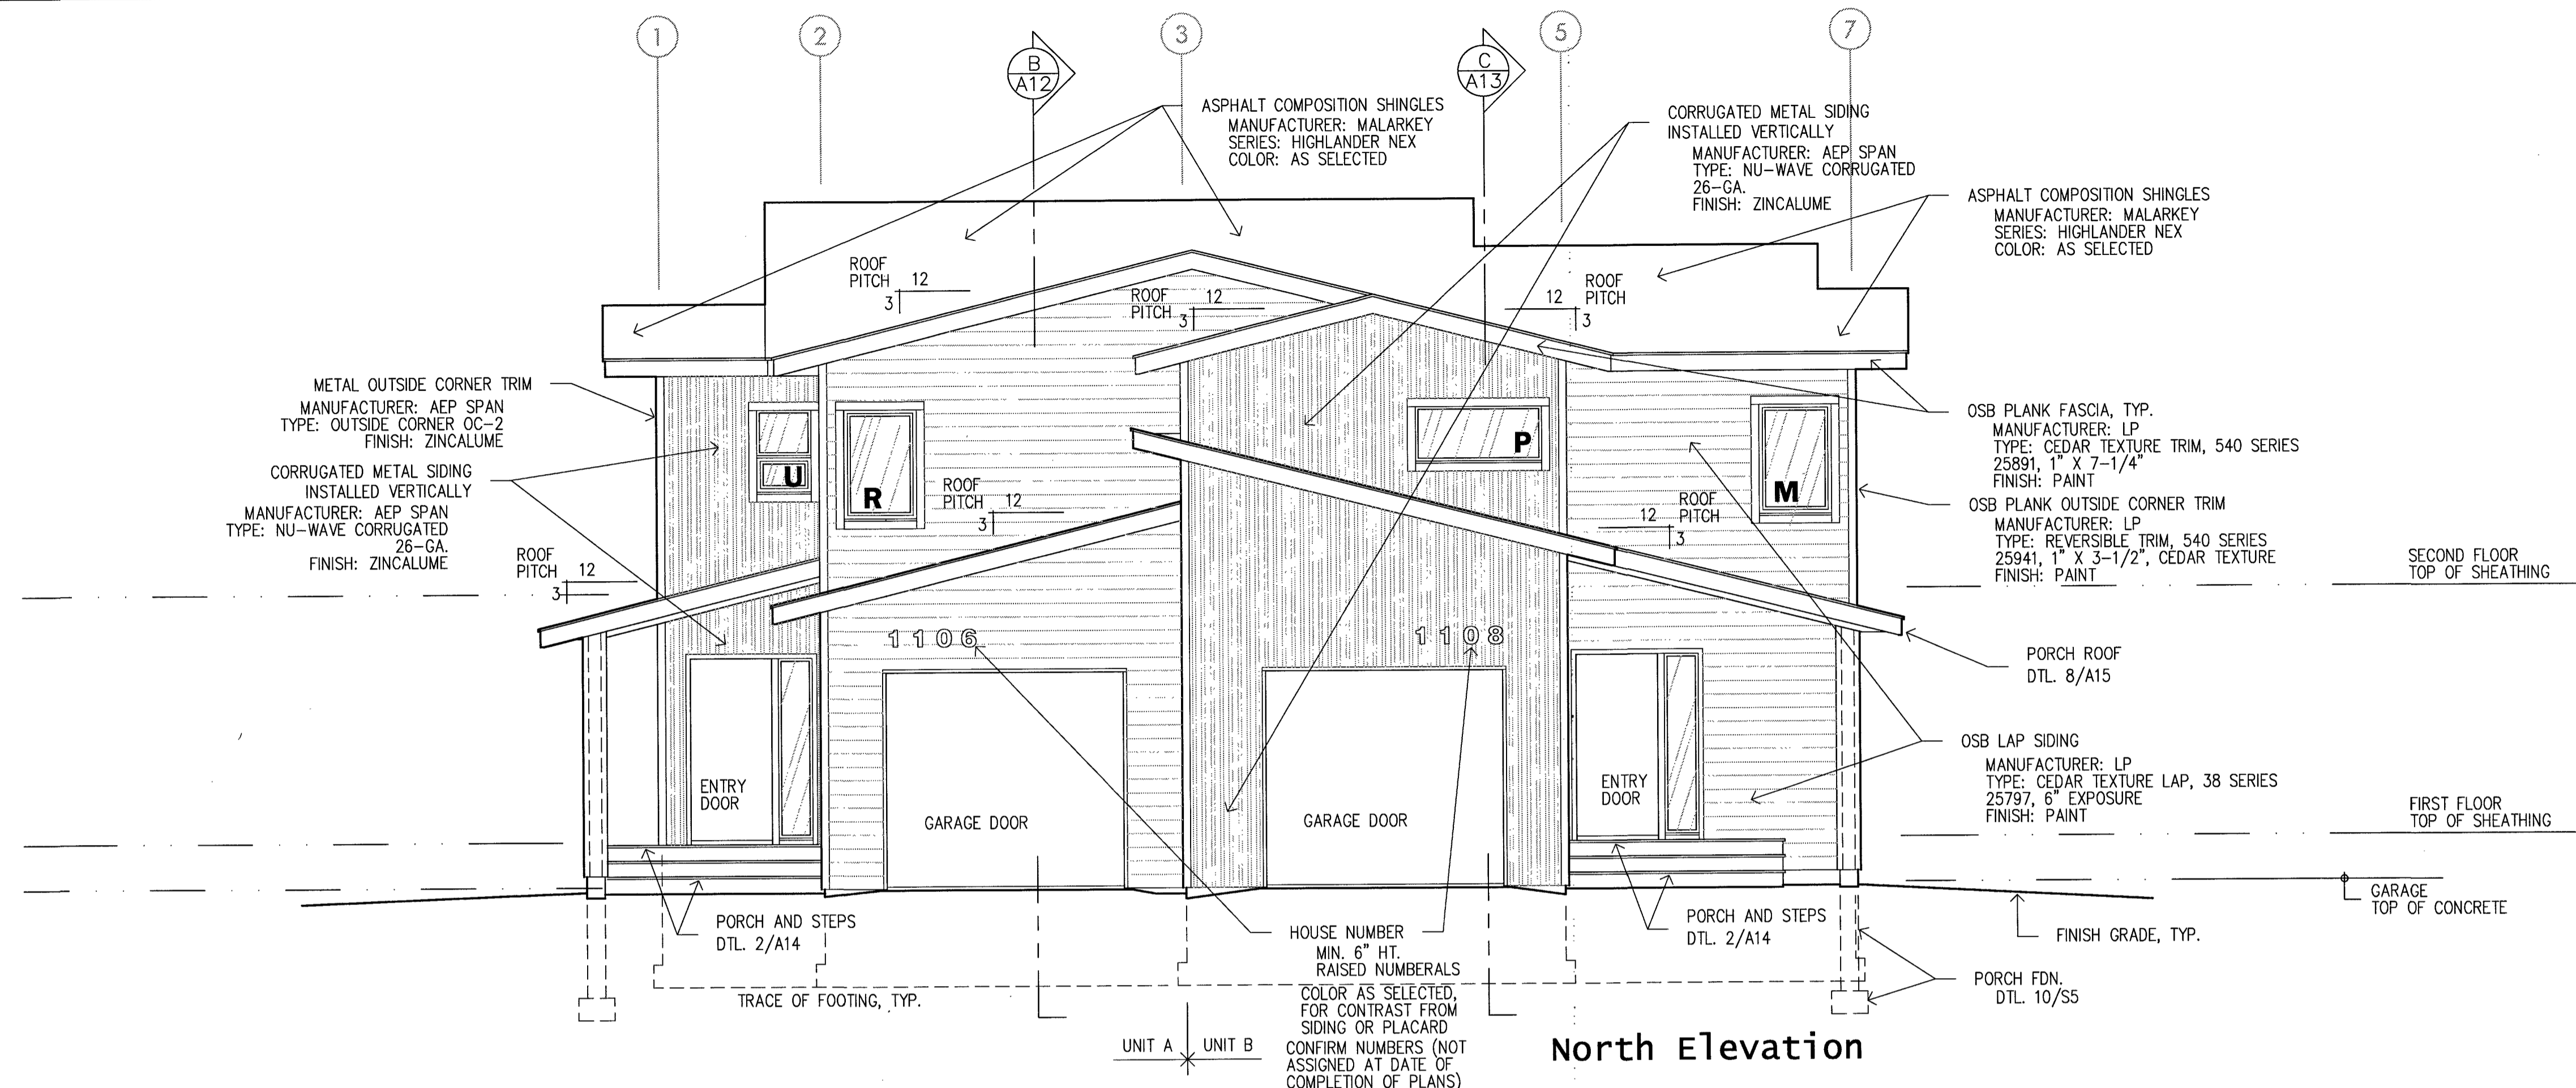 1
2
B
A12
3
C
A13
5
7
ASPHALT COMPOSITION SHINGLES
MANUFACTURER: MALARKEY
SERIES: HIGHLANDER NEX
COLOR: AS SELECTED
CORRUGATED METAL SIDING
INSTALLED VERTICALLY
MANUFACTURER: AEP SPAN
TYPE: NU-WAVE CORRUGATED
26-GA.
FINISH: ZINCALUME
ASPHALT COMPOSITION SHINGLES
MANUFACTURER: MALARKEY
SERIES: HIGHLANDER NEX
COLOR: AS SELECTED
ROOF
PITCH
12
3
ROOF
PITCH
12
3
ROOF
PITCH
12
3
METAL OUTSIDE CORNER TRIM
MANUFACTURER: AEP SPAN
TYPE: OUTSIDE CORNER OC-2
FINISH: ZINCALUME
CORRUGATED METAL SIDING
INSTALLED VERTICALLY
MANUFACTURER: AEP SPAN
TYPE: NU-WAVE CORRUGATED
26-GA.
FINISH: ZINCALUME
U
R
P
M
OSB PLANK FASCIA, TYP.
MANUFACTURER: LP
TYPE: CEDAR TEXTURE TRIM, 540 SERIES
25891, 1" X 7-1/4"
FINISH: PAINT
OSB PLANK OUTSIDE CORNER TRIM
MANUFACTURER: LP
TYPE: REVERSIBLE TRIM, 540 SERIES
25941, 1" X 3-1/2", CEDAR TEXTURE
FINISH: PAINT
ROOF
PITCH
12
3
ROOF
PITCH
12
3
ROOF
PITCH
12
3
SECOND FLOOR
TOP OF SHEATHING
1106
1108
PORCH ROOF
DTL. 8/A15
OSB LAP SIDING
MANUFACTURER: LP
TYPE: CEDAR TEXTURE LAP, 38 SERIES
25797, 6" EXPOSURE
FINISH: PAINT
ENTRY
DOOR
GARAGE DOOR
GARAGE DOOR
ENTRY
DOOR
FIRST FLOOR
TOP OF SHEATHING
GARAGE
TOP OF CONCRETE
PORCH AND STEPS
DTL. 2/A14
HOUSE NUMBER
MIN. 6" HT.
RAISED NUMBERALS
COLOR AS SELECTED,
FOR CONTRAST FROM
SIDING OR PLACARD
CONFIRM NUMBERS (NOT
ASSIGNED AT DATE OF
COMPLETION OF PLANS)
PORCH AND STEPS
DTL. 2/A14
FINISH GRADE, TYP.
PORCH FDN.
DTL. 10/S5
TRACE OF FOOTING, TYP.
UNIT A
UNIT B
North Elevation